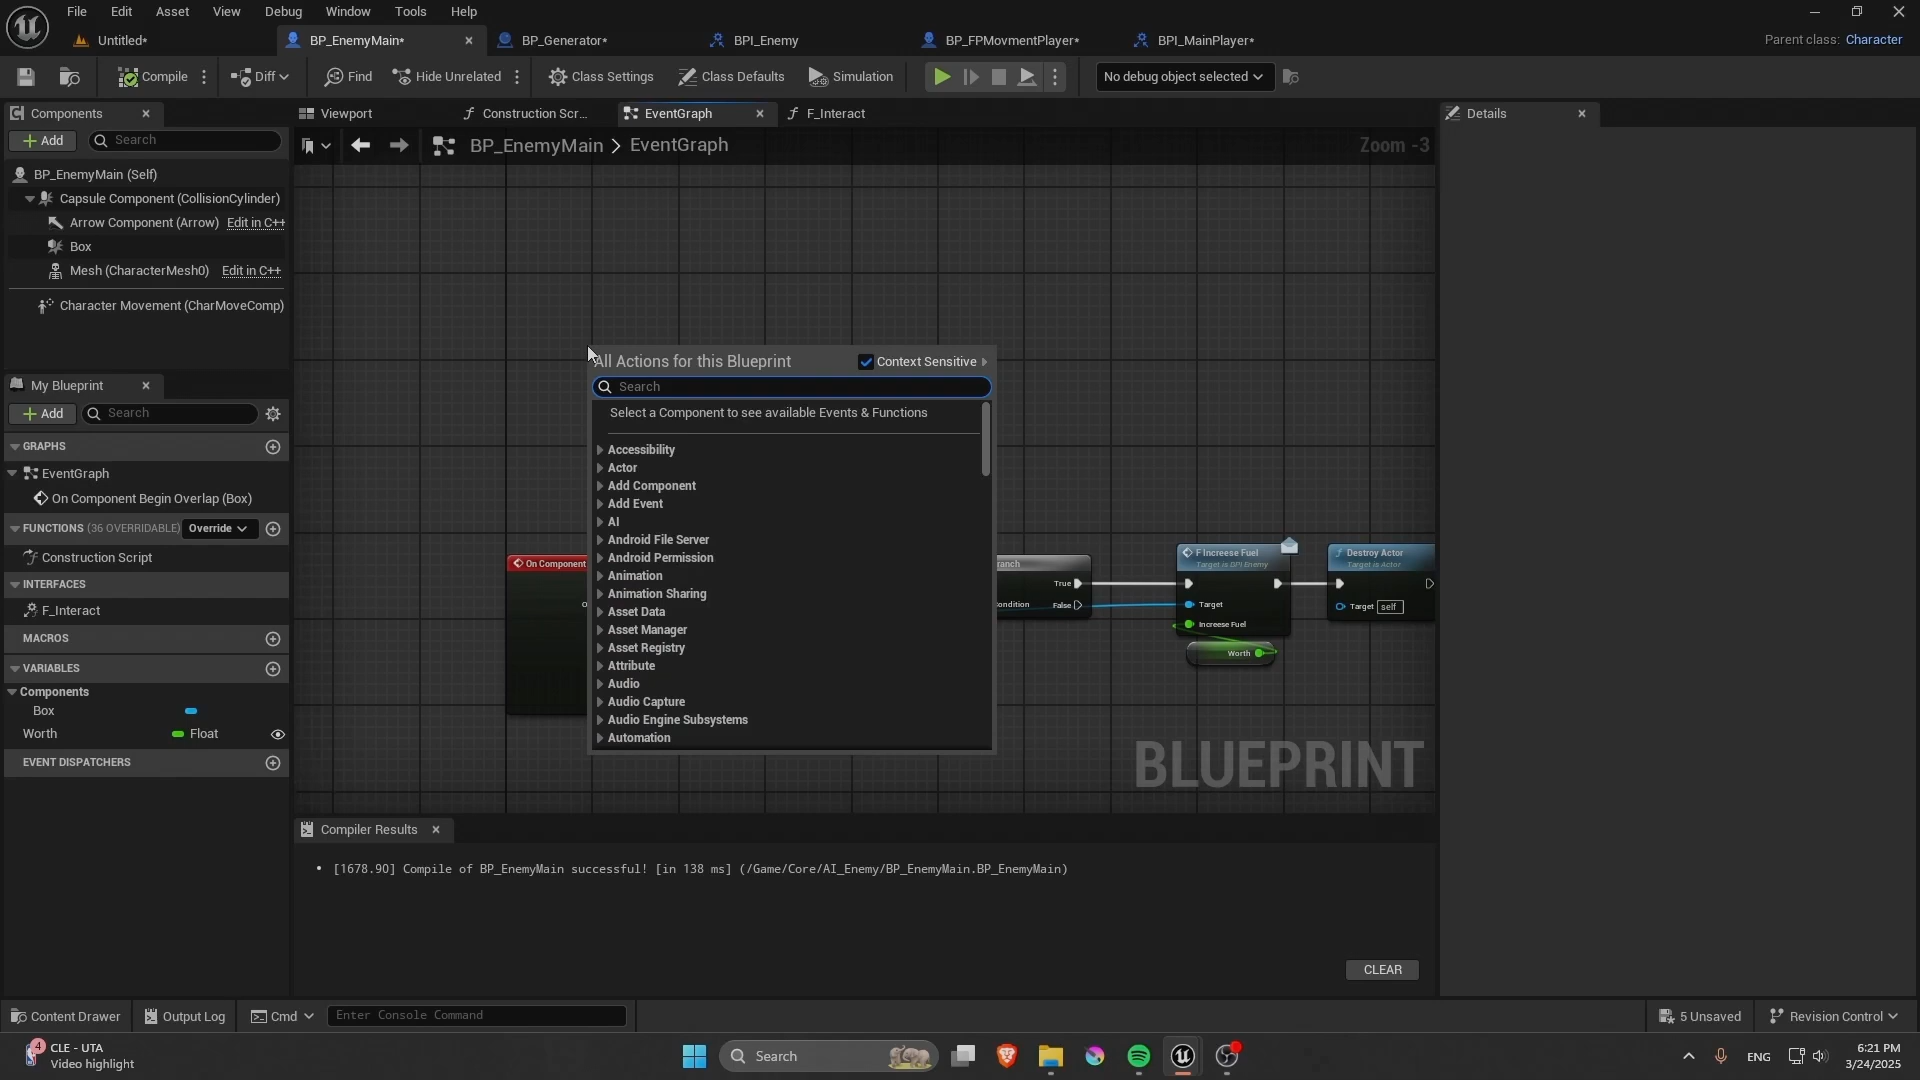 File Edit Asset View Debug Window Tools Help
Untitled* BP_EnemyMain* BP_Generator* BPI_Enemy BP_FPMovmentPlayer* BPI_MainPlayer* Parent class: Character
Compile Diff Find Hide Unrelated Class Settings Class Defaults Simulation No debug object selected
Components Viewport Construction Scr... EventGraph F_Interact Details
Add Search BP_EnemyMain > EventGraph Zoom -3
BP_EnemyMain (Self)
Capsule Component (CollisionCylinder)
Arrow Component (Arrow) Edit in C++
Box
Mesh (CharacterMesh0) Edit in C++
Character Movement (CharMoveComp)
My Blueprint
Add Search
GRAPHS
EventGraph
On Component Begin Overlap (Box)
FUNCTIONS (36 OVERRIDABLE) Override
Construction Script
INTERFACES
F_Interact
MACROS
VARIABLES
Components
Box
Worth Float
EVENT DISPATCHERS
All Actions for this Blueprint Context Sensitive
Search
Select a Component to see available Events & Functions
Accessibility
Actor
Add Component
Add Event
AI
Android File Server
Android Permission
Animation
Animation Sharing
Asset Data
Asset Manager
Asset Registry
Attribute
Audio
Audio Capture
Audio Engine Subsystems
Automation
On Component
True
False
F Increese Fuel
Target is BPI Enemy
Target
Increese Fuel
Worth
Destroy Actor
Target is Actor
Target self
BLUEPRINT
Compiler Results
[1678.90] Compile of BP_EnemyMain successful! [in 138 ms] (/Game/Core/AI_Enemy/BP_EnemyMain.BP_EnemyMain)
CLEAR
Content Drawer Output Log Cmd Enter Console Command 5 Unsaved Revision Control
4 CLE - UTA
Video highlight
Search
ENG
6:21 PM
3/24/2025